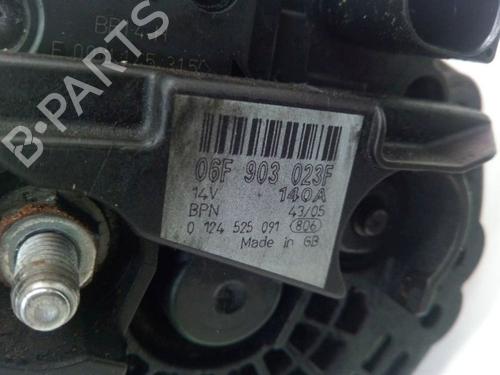 B-PARTS
06F 903 023F
14V 140A
BPN 43/05
0 124 525 091 806
Made in GB